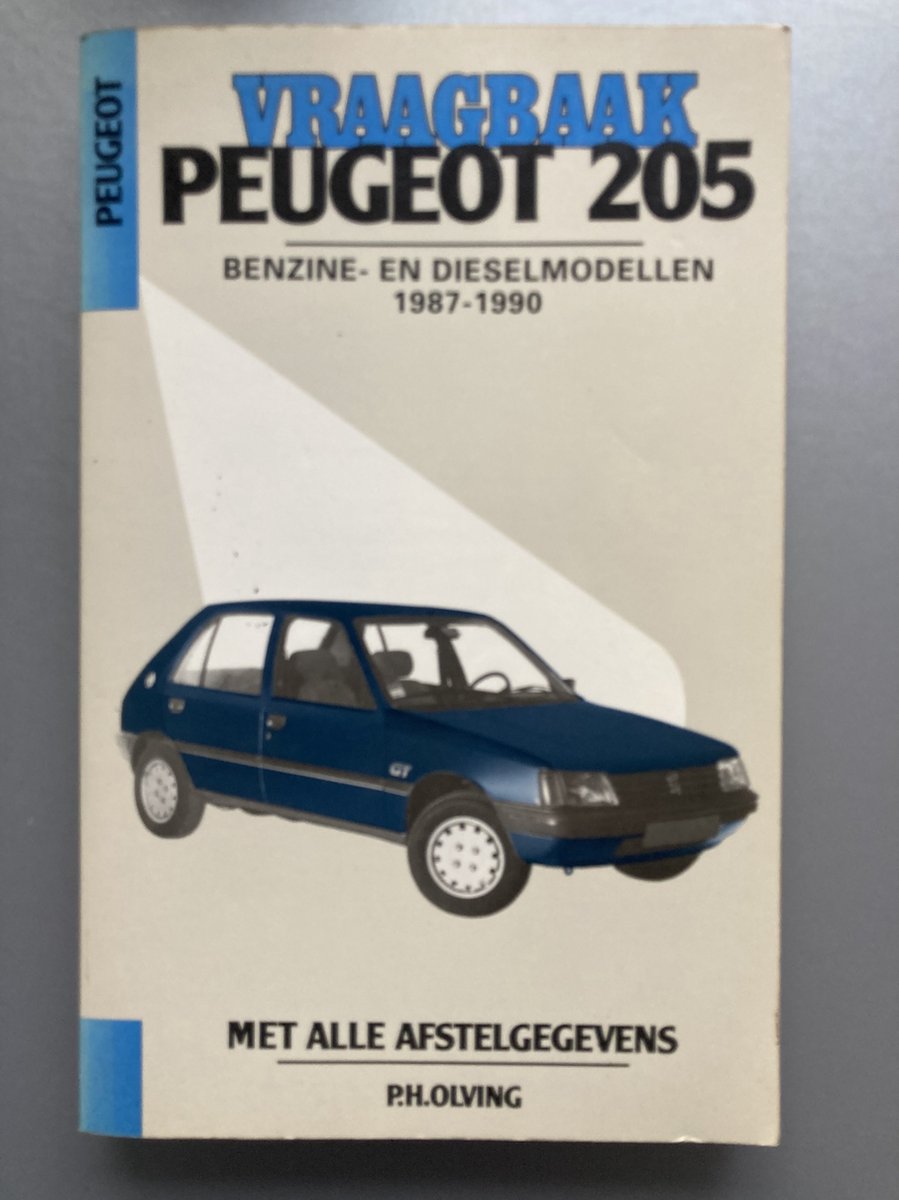 PEUGEOT
VRAAGBAAK
PEUGEOT 205
BENZINE- EN DIESELMODELLEN
1987-1990
GT
MET ALLE AFSTELGEGEVENS
P.H.OLVING